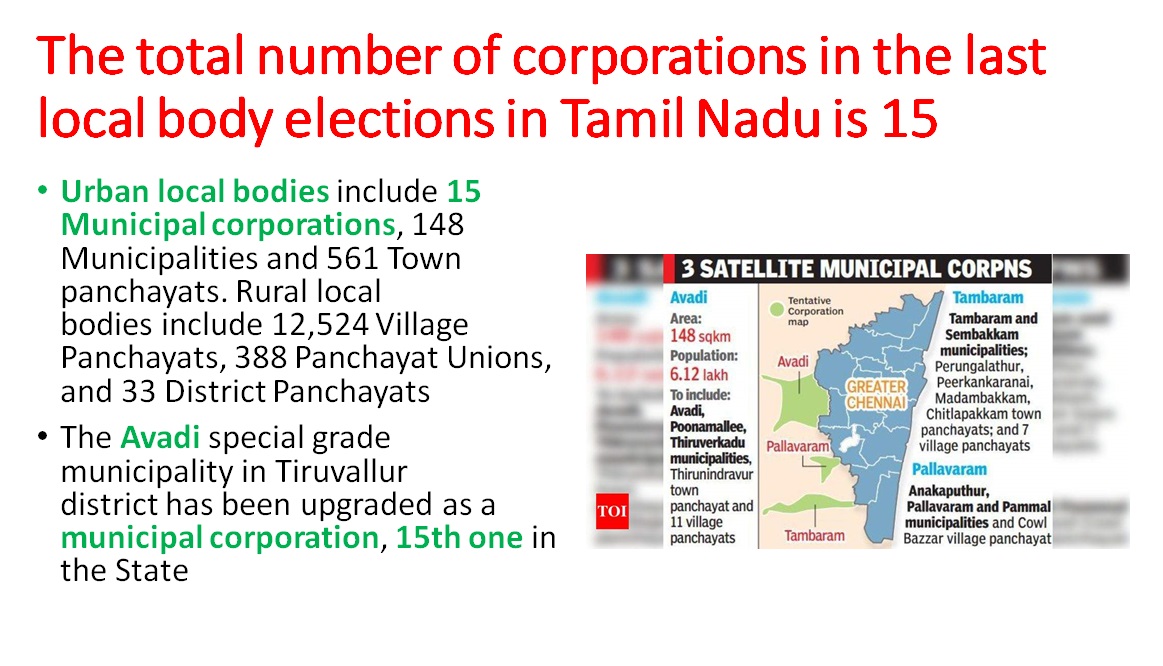 The total number of corporations in the last
local body elections in Tamil Nadu is 15
• Urban local bodies include 15
Municipal corporations, 148
Municipalities and 561 Town
panchayats. Rural local
bodies include 12,524 Village
Panchayats, 388 Panchayat Unions,
and 33 District Panchayats
• The Avadi special grade
municipality in Tiruvallur
district has been upgraded as a
municipal corporation, 15th one in
the State
3 SATELLITE MUNICIPAL CORPNS
Avadi
Area:
148 sqkm
Population:
6.12 lakh
To include:
Avadi,
Poonamallee,
Thiruverkadu
municipalities,
Thirunindravur
town
panchayat and
11 village
panchayats
TOI
Tentative
Corporation
map
Avadi
GREATER
CHENNAI
Pallavaram
Tambaram
Tambaram
Tambaram and
Sembakkam
municipalities;
Perungalathur,
Peerkankaranai,
Madambakkam,
Chitlapakkam town
panchayats; and 7
village panchayats
Pallavaram
Anakaputhur,
Pallavaram and Pammal
municipalities and Cowl
Bazzar village panchayat